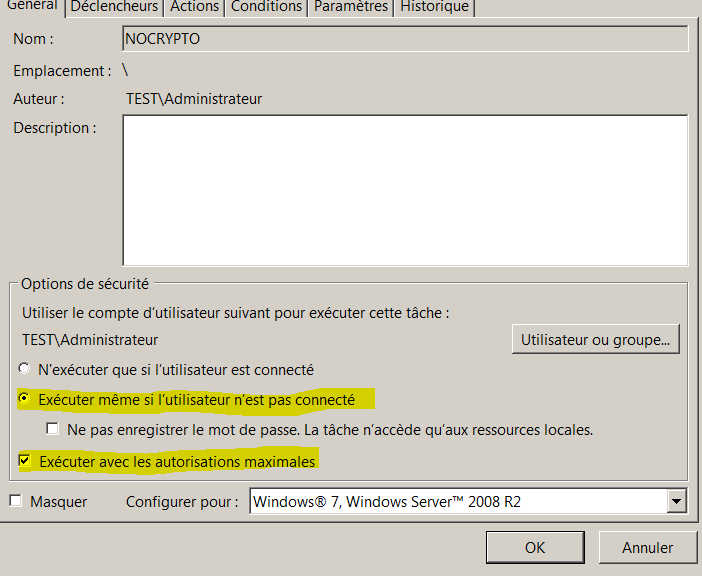 Général Déclencheurs Actions Conditions Paramètres Historique
Nom : NOCRYPTO
Emplacement : \
Auteur : TEST\Administrateur
Description :
Options de sécurité
Utiliser le compte d'utilisateur suivant pour exécuter cette tâche :
TEST\Administrateur Utilisateur ou groupe...
N'exécuter que si l'utilisateur est connecté
Exécuter même si l'utilisateur n'est pas connecté
Ne pas enregistrer le mot de passe. La tâche n'accède qu'aux ressources locales.
Exécuter avec les autorisations maximales
Masquer Configurer pour : Windows® 7, Windows Server™ 2008 R2
OK Annuler